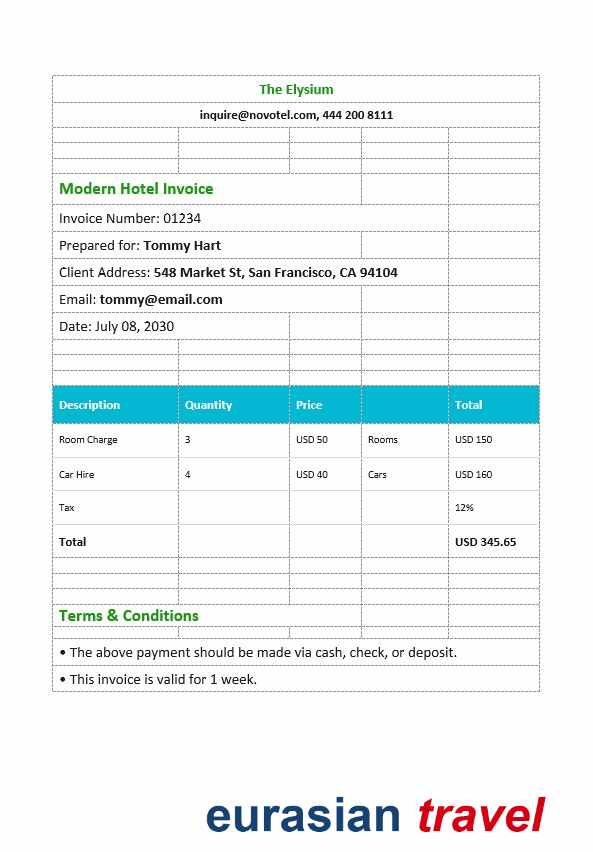 The Elysium
inquire@novotel.com, 444 200 8111
Modern Hotel Invoice
Invoice Number: 01234
Prepared for: Tommy Hart
Client Address: 548 Market St, San Francisco, CA 94104
Email: tommy@email.com
Date: July 08, 2030
Description Quantity Price Total
Room Charge 3 USD 50 Rooms USD 150
Car Hire 4 USD 40 Cars USD 160
Tax 12%
Total USD 345.65
Terms & Conditions
• The above payment should be made via cash, check, or deposit.
• This invoice is valid for 1 week.
eurasian travel